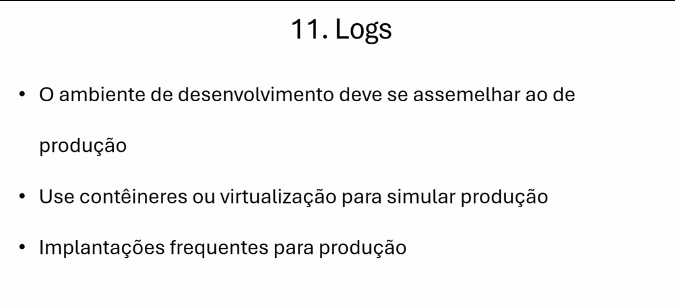 11. Logs
• O ambiente de desenvolvimento deve se assemelhar ao de
produção
• Use contêineres ou virtualização para simular produção
• Implantações frequentes para produção